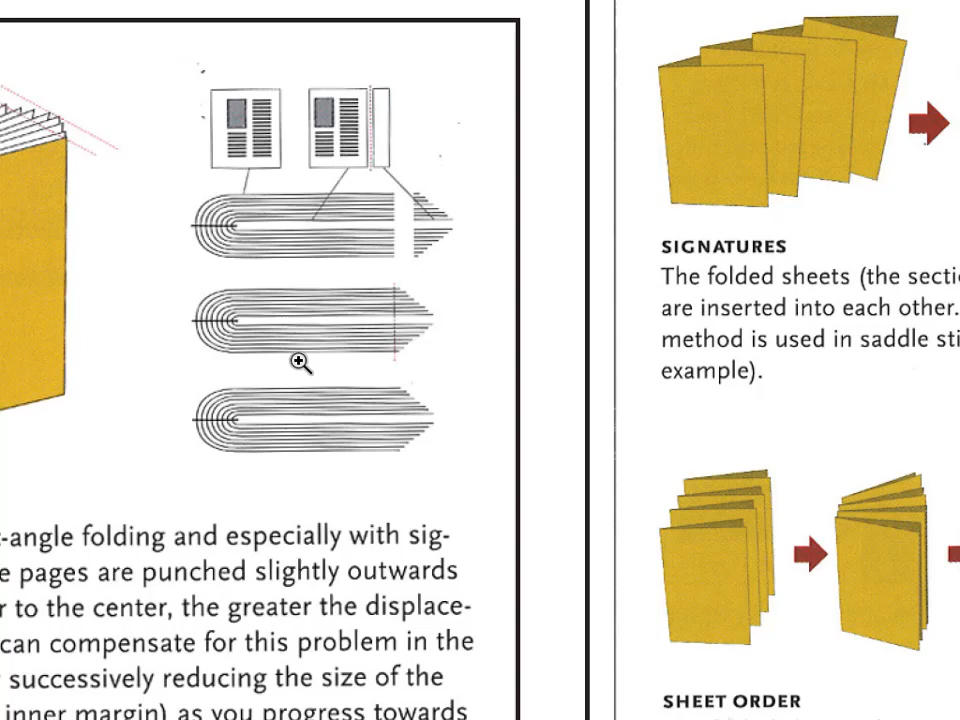 -angle folding and especially with sig-
e pages are punched slightly outwards
r to the center, the greater the displace-
can compensate for this problem in the
successively reducing the size of the
inner margin) as you progress towards
SIGNATURES
The folded sheets (the secti
are inserted into each other.
method is used in saddle sti
example).
SHEET ORDER